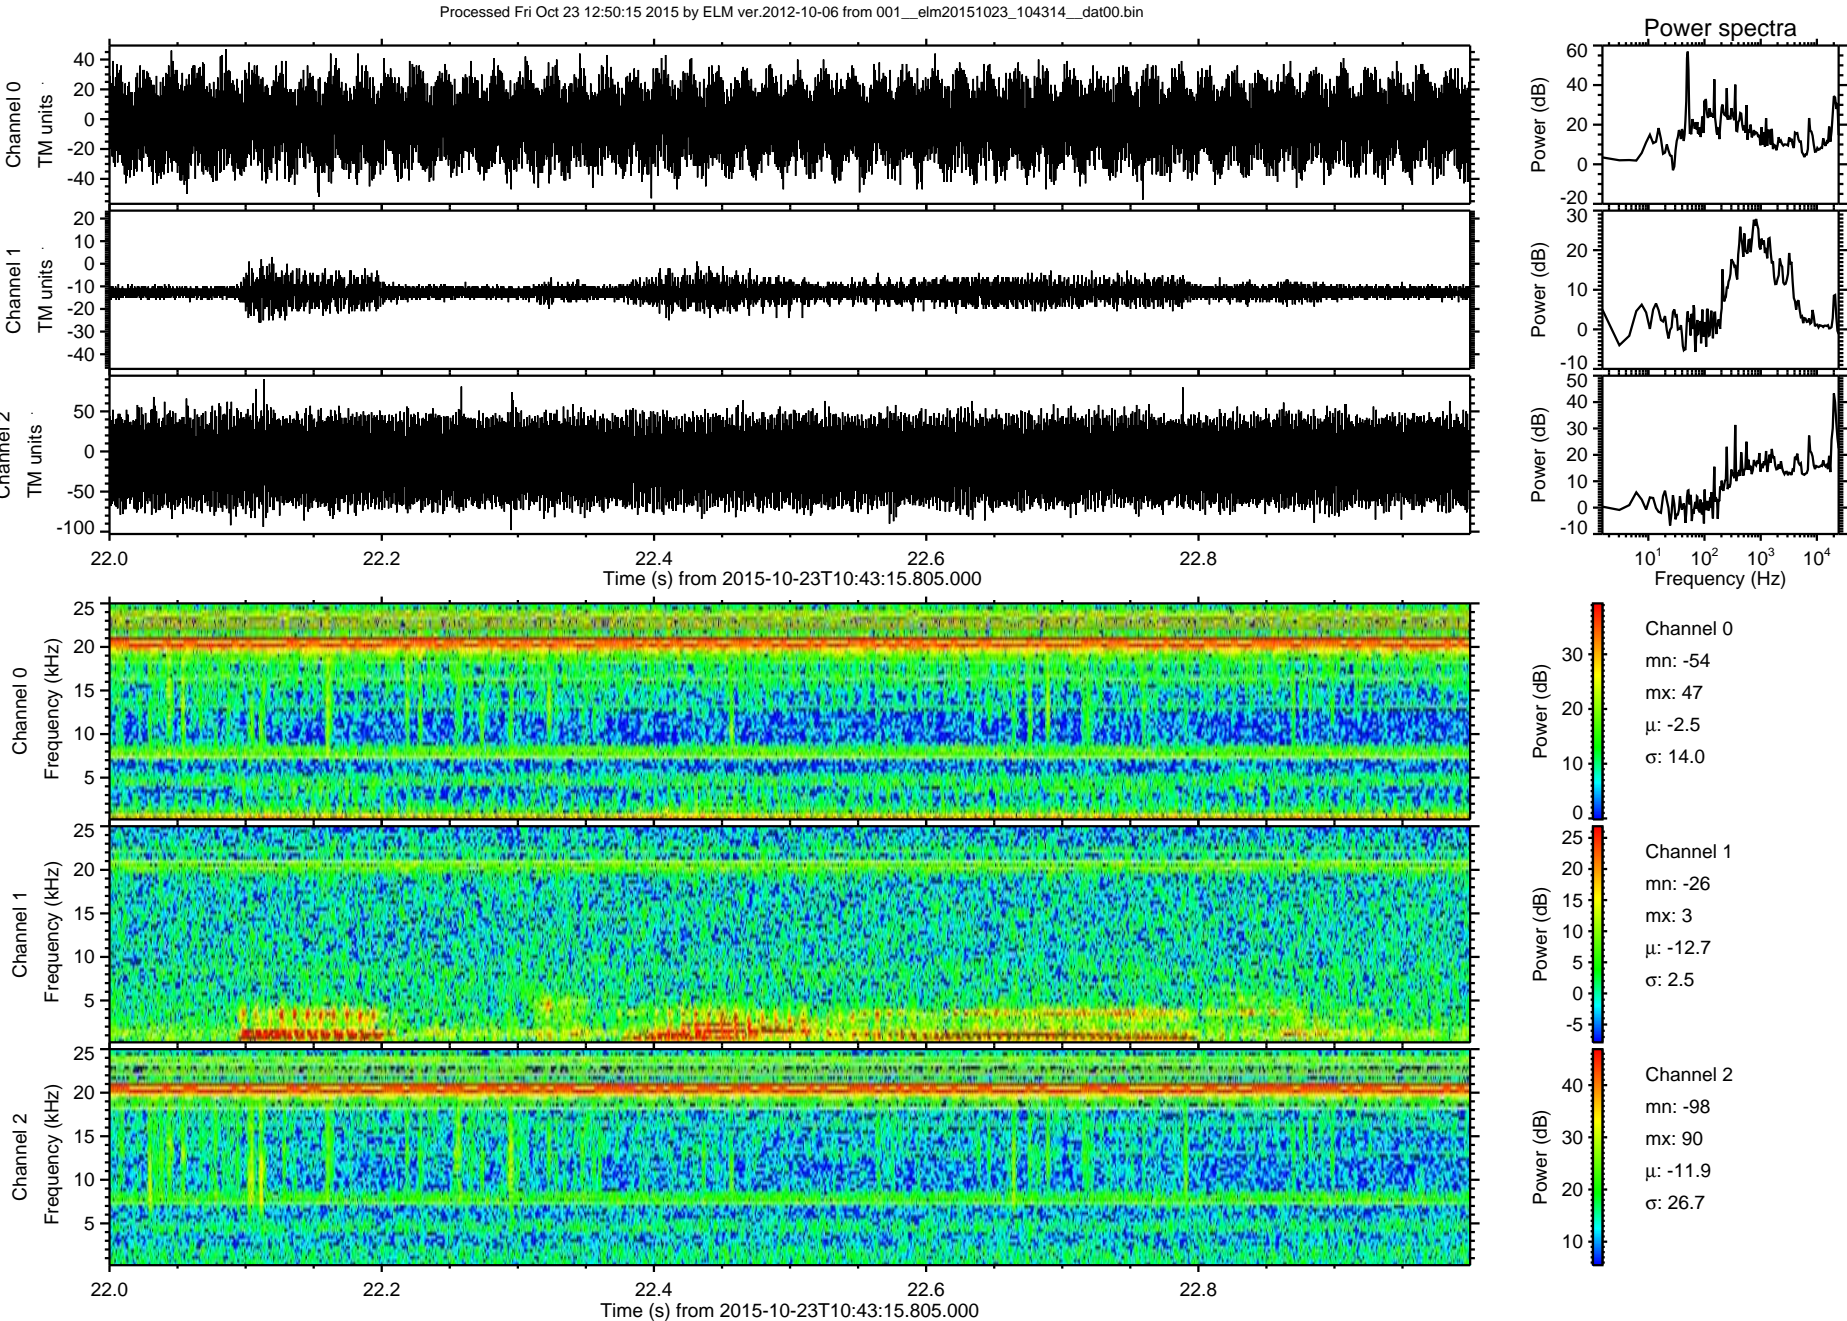 Processed Fri Oct 23 12:50:15 2015 by ELM ver.2012-10-06 from 001__elm20151023_104314__dat00.bin
Power spectra
Channel 0
TM units
40
20
0
-20
-40
Power (dB)
60
40
20
0
-20
Channel 1
TM units
20
10
0
-10
-20
-30
-40
Power (dB)
30
20
10
0
-10
Channel 2
TM units
50
0
-50
-100
Power (dB)
50
40
30
20
10
0
-10
22.0 22.2 22.4 22.6 22.8
Time (s) from 2015-10-23T10:43:15.805.000
10¹ 10² 10³ 10⁴
Frequency (Hz)
Channel 0
Frequency (kHz)
25
20
15
10
5
Power (dB)
30
20
10
0
Channel 0
mn: -54
mx: 47
μ: -2.5
σ: 14.0
Channel 1
Frequency (kHz)
25
20
15
10
5
Power (dB)
25
20
15
10
5
0
-5
Channel 1
mn: -26
mx: 3
μ: -12.7
σ: 2.5
Channel 2
Frequency (kHz)
25
20
15
10
5
Power (dB)
40
30
20
10
Channel 2
mn: -98
mx: 90
μ: -11.9
σ: 26.7
22.0 22.2 22.4 22.6 22.8
Time (s) from 2015-10-23T10:43:15.805.000